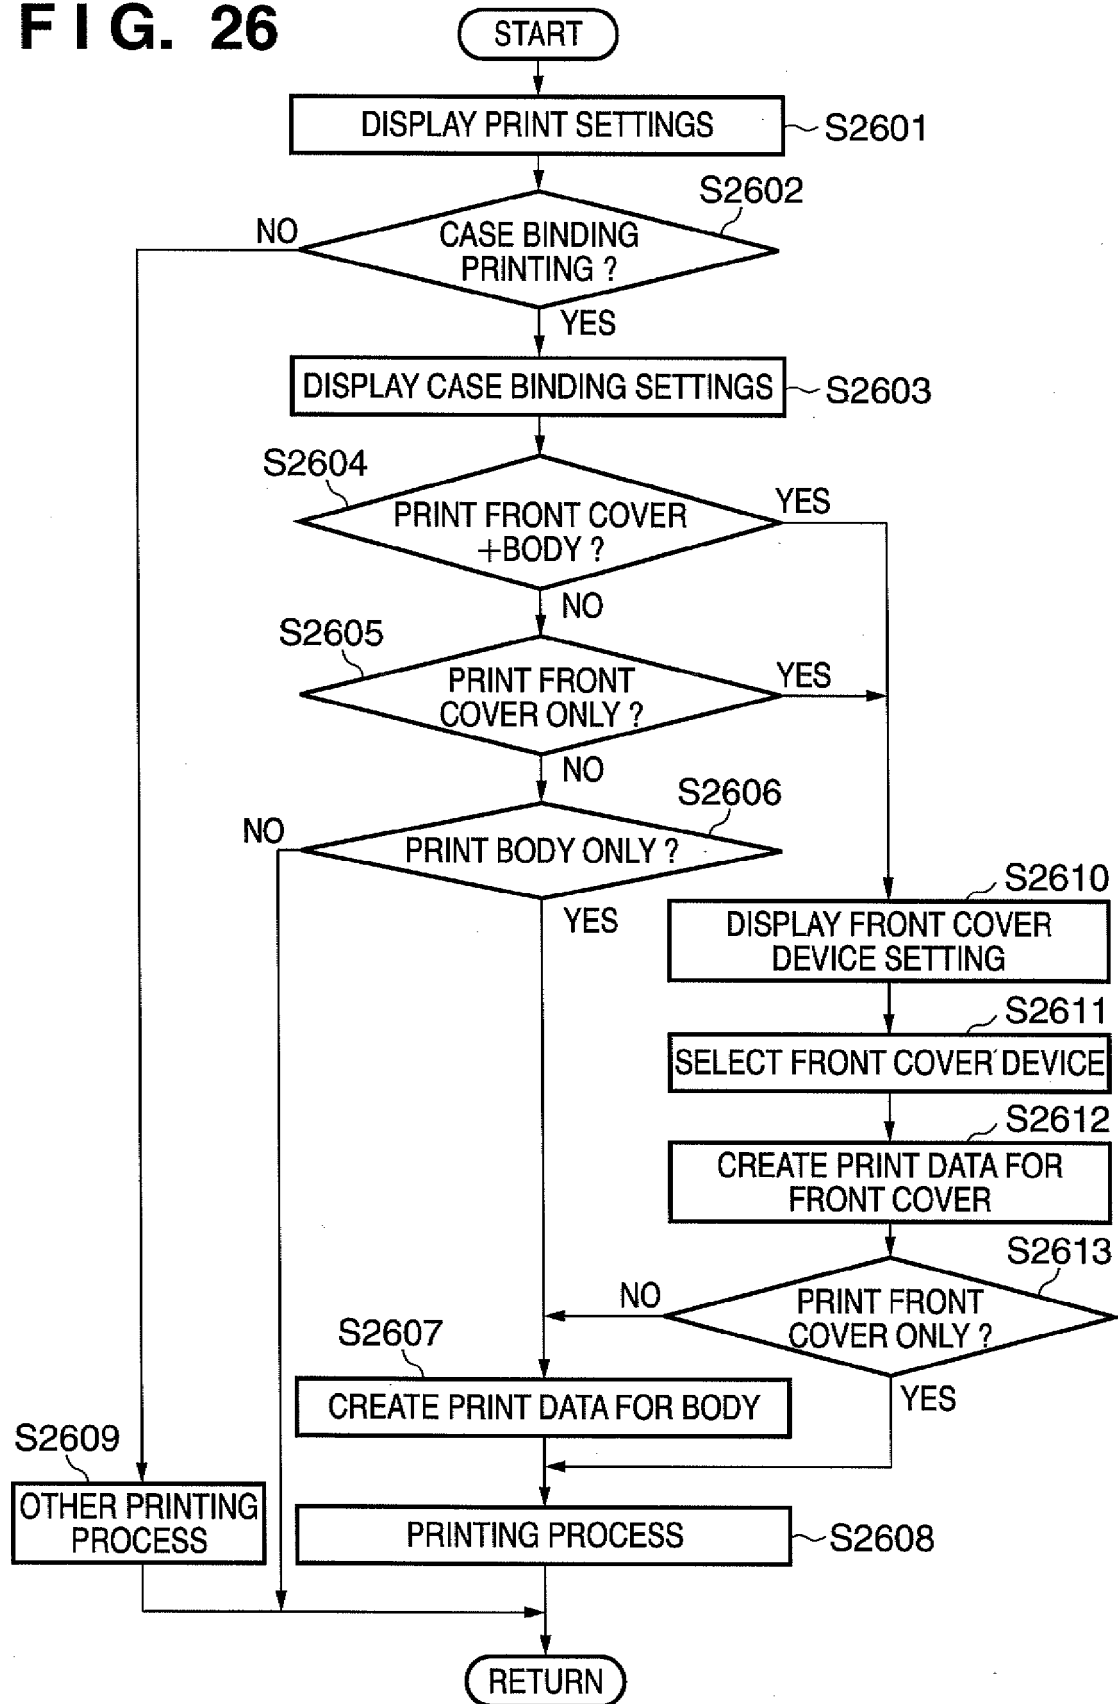 FIG. 26
START
DISPLAY PRINT SETTINGS
S2601
S2602
NO
CASE BINDING
PRINTING ?
YES
DISPLAY CASE BINDING SETTINGS
S2603
S2604
YES
PRINT FRONT COVER
+BODY ?
NO
S2605
YES
PRINT FRONT
COVER ONLY ?
NO
S2606
NO
PRINT BODY ONLY ?
YES
S2610
DISPLAY FRONT COVER
DEVICE SETTING
S2611
SELECT FRONT COVER DEVICE
S2612
CREATE PRINT DATA FOR
FRONT COVER
S2613
NO
PRINT FRONT
COVER ONLY ?
YES
S2607
CREATE PRINT DATA FOR BODY
S2609
OTHER PRINTING
PROCESS
PRINTING PROCESS
S2608
RETURN